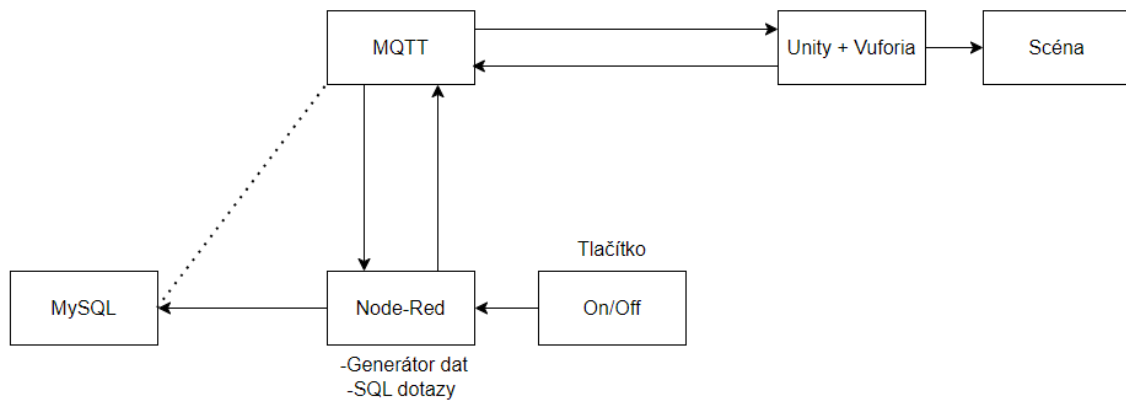 MQTT
Unity + Vuforia
Scéna
Tlačítko
MySQL
Node-Red
On/Off
-Generátor dat
-SQL dotazy